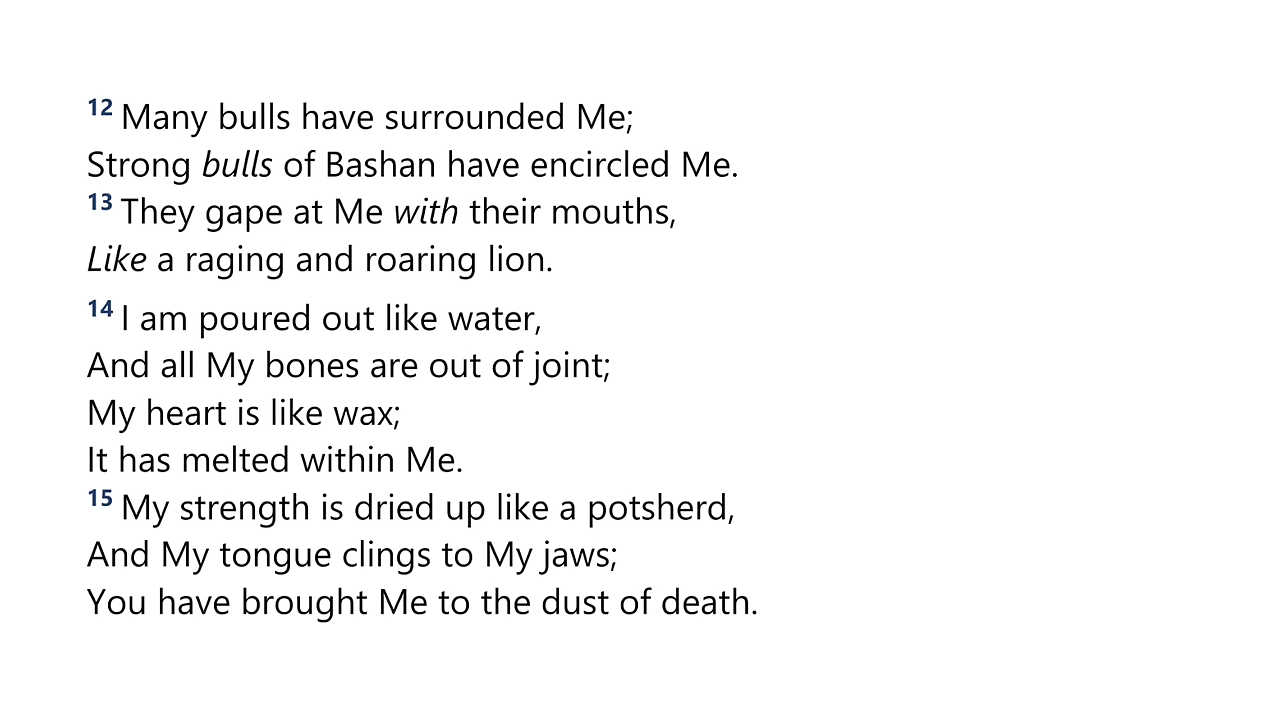 12 Many bulls have surrounded Me;
Strong bulls of Bashan have encircled Me.
13 They gape at Me with their mouths,
Like a raging and roaring lion.
14 I am poured out like water,
And all My bones are out of joint;
My heart is like wax;
It has melted within Me.
15 My strength is dried up like a potsherd,
And My tongue clings to My jaws;
You have brought Me to the dust of death.